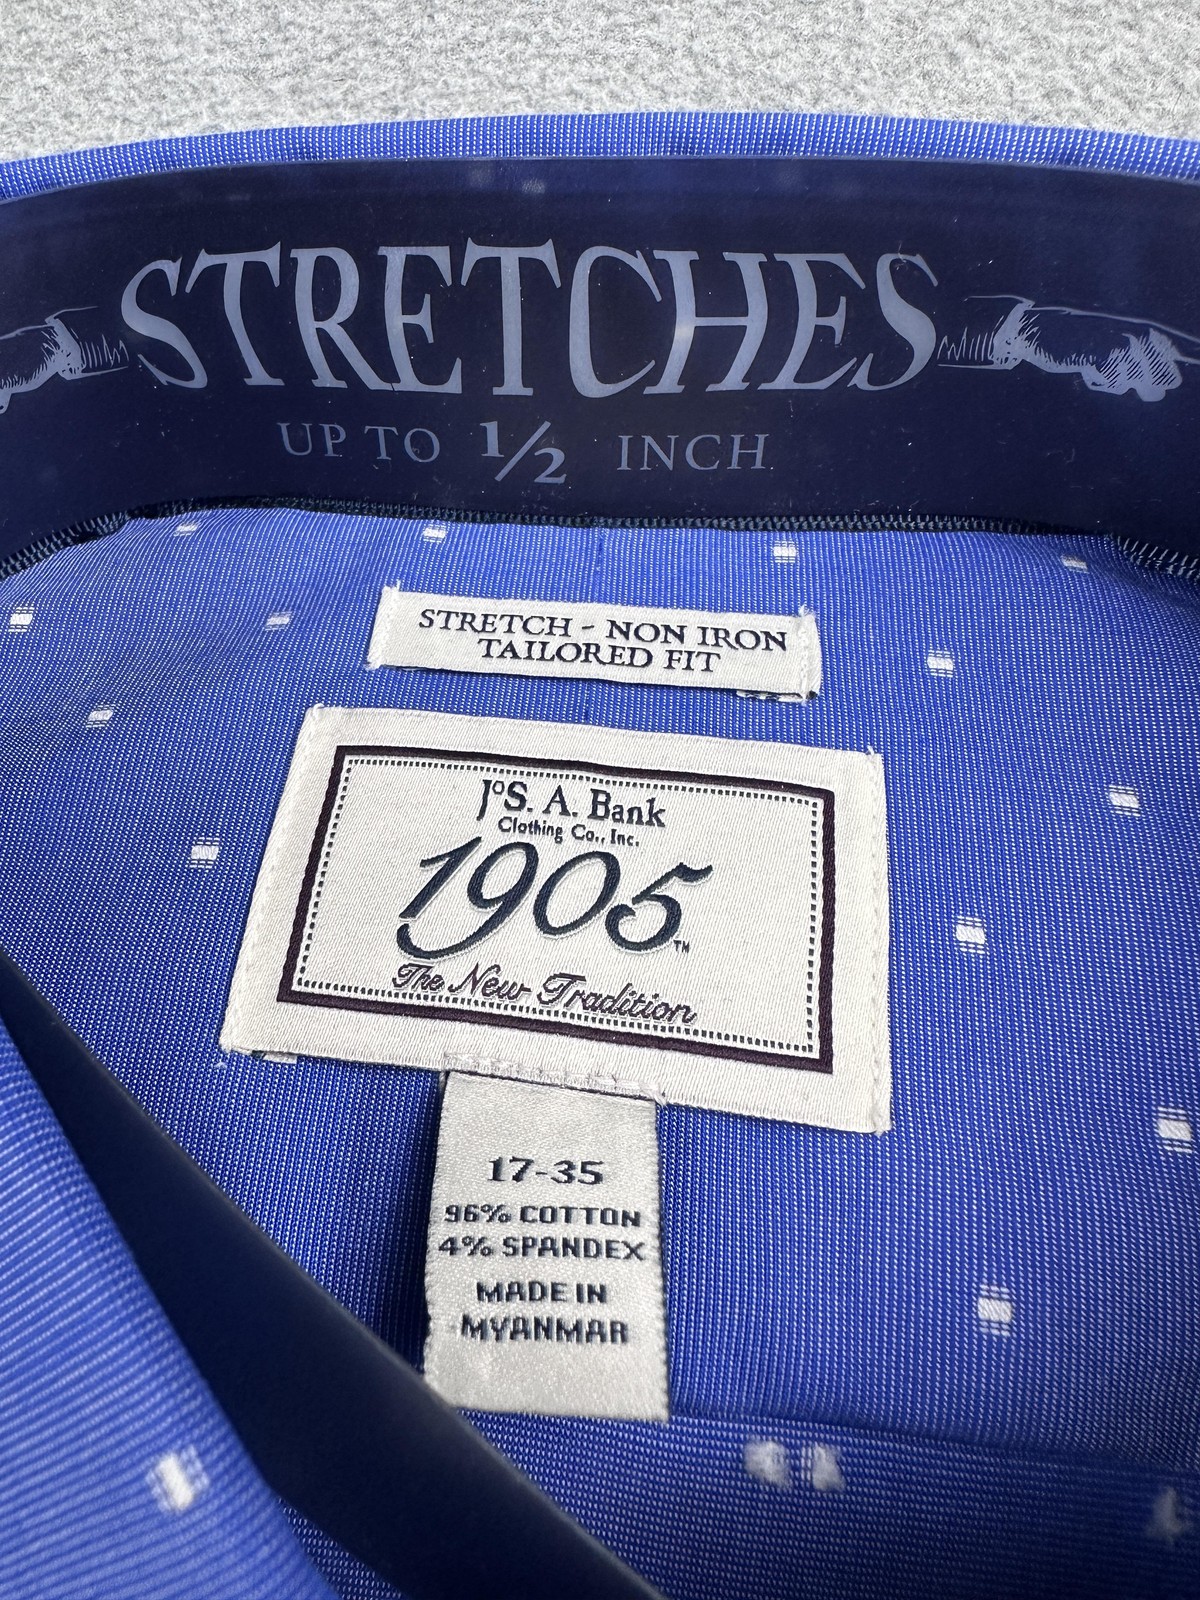 STRETCHES
UP TO 1/2 INCH
STRETCH - NON IRON
TAILORED FIT
JoS. A. Bank
Clothing Co., Inc.
1905™
The New Tradition
17-35
96% COTTON
4% SPANDEX
MADE IN
MYANMAR